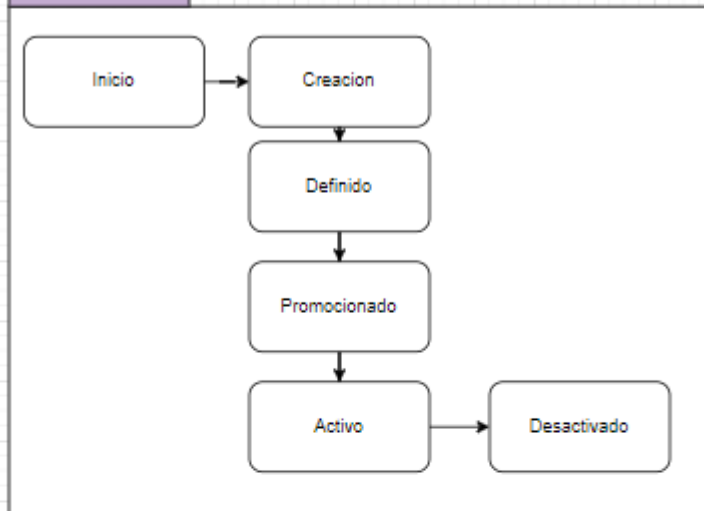 Inicio
Creacion
Definido
Promocionado
Activo
Desactivado